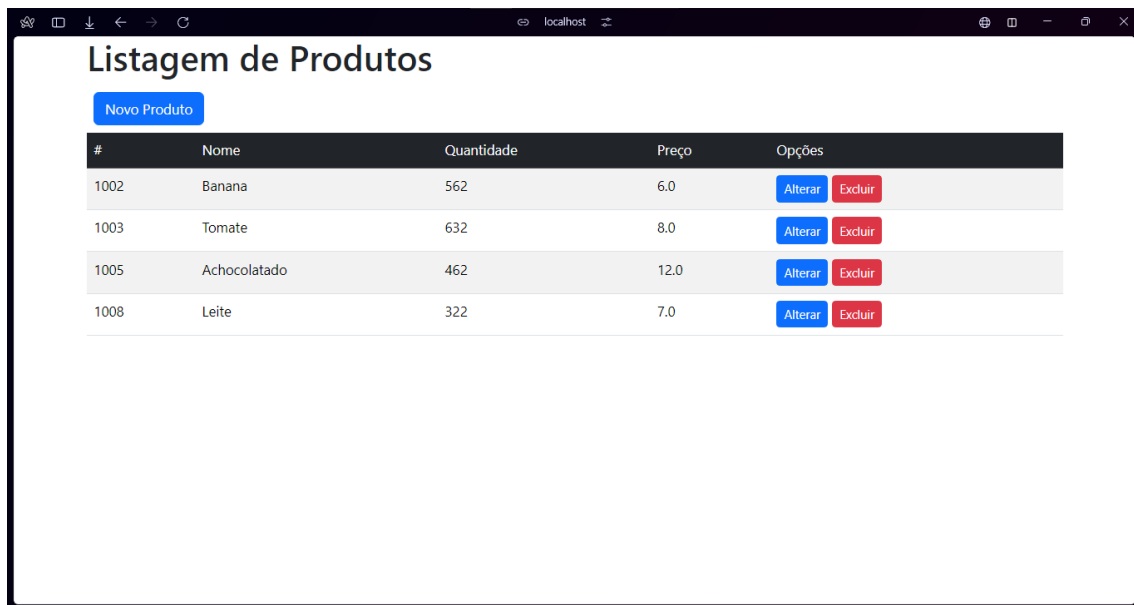 localhost
Listagem de Produtos
Novo Produto
# Nome Quantidade Preço Opções
1002 Banana 562 6.0 Alterar Excluir
1003 Tomate 632 8.0 Alterar Excluir
1005 Achocolatado 462 12.0 Alterar Excluir
1008 Leite 322 7.0 Alterar Excluir